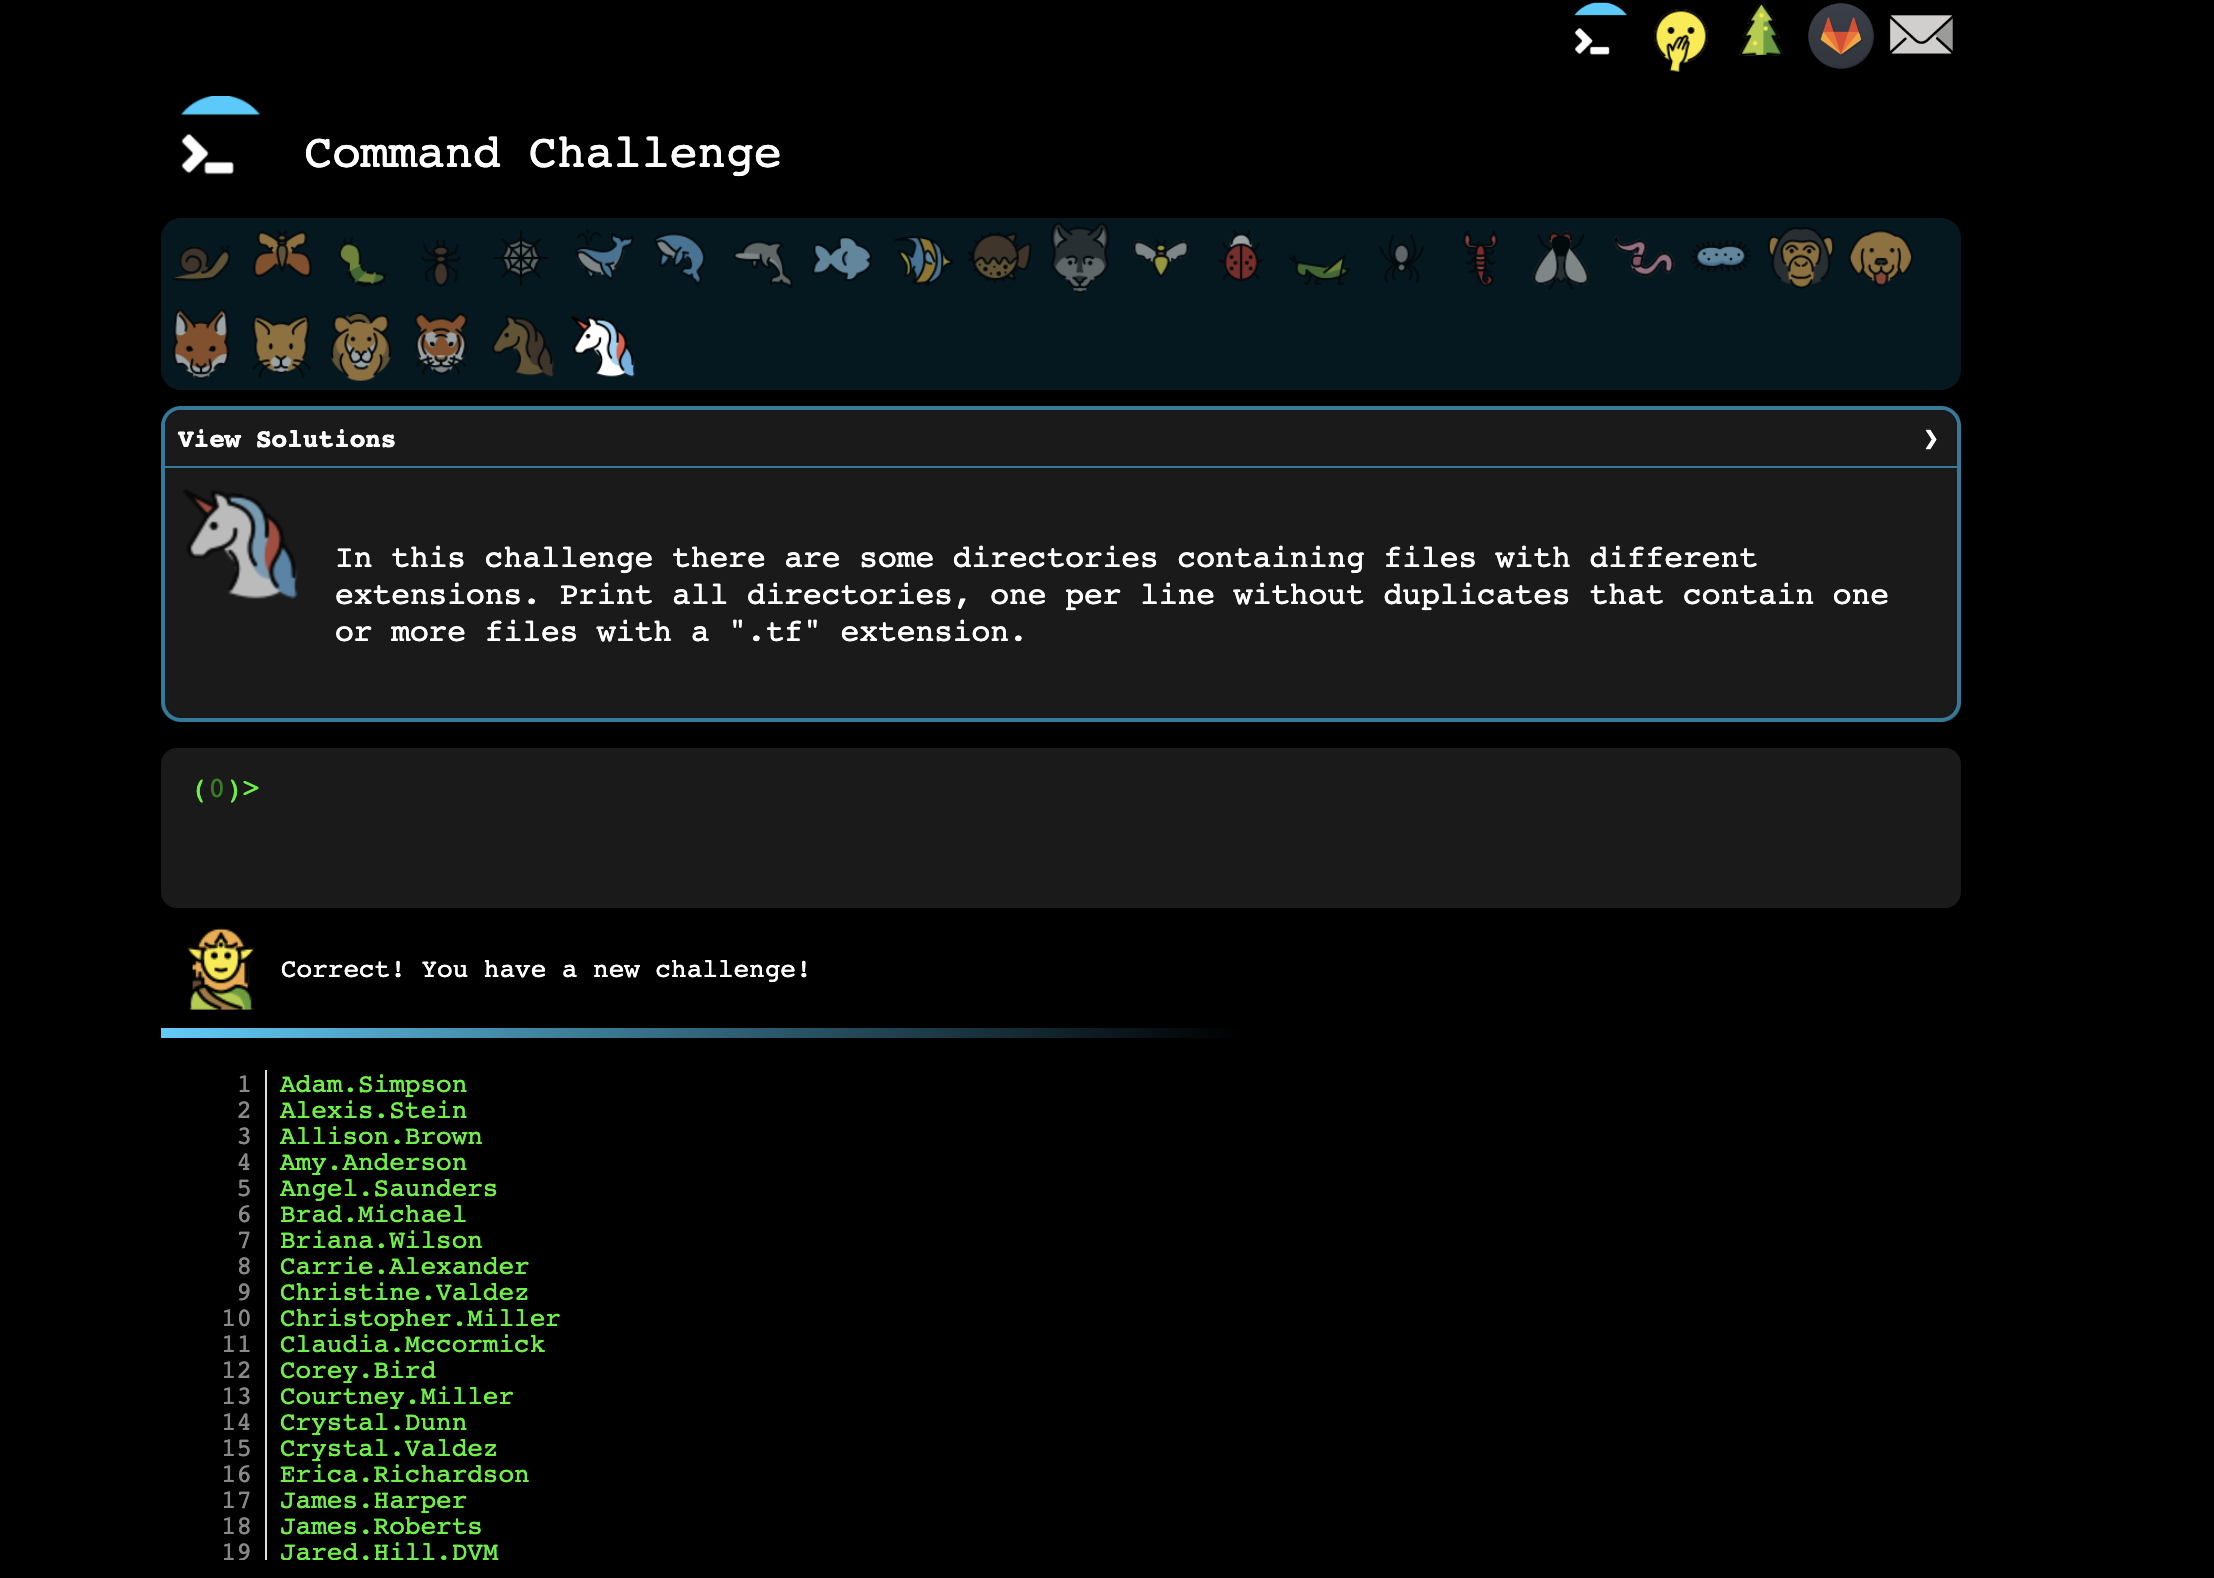 Command Challenge
View Solutions
In this challenge there are some directories containing files with different
extensions. Print all directories, one per line without duplicates that contain one
or more files with a ".tf" extension.
(0)>
Correct! You have a new challenge!
1 Adam.Simpson
2 Alexis.Stein
3 Allison.Brown
4 Amy.Anderson
5 Angel.Saunders
6 Brad.Michael
7 Briana.Wilson
8 Carrie.Alexander
9 Christine.Valdez
10 Christopher.Miller
11 Claudia.Mccormick
12 Corey.Bird
13 Courtney.Miller
14 Crystal.Dunn
15 Crystal.Valdez
16 Erica.Richardson
17 James.Harper
18 James.Roberts
19 Jared.Hill.DVM